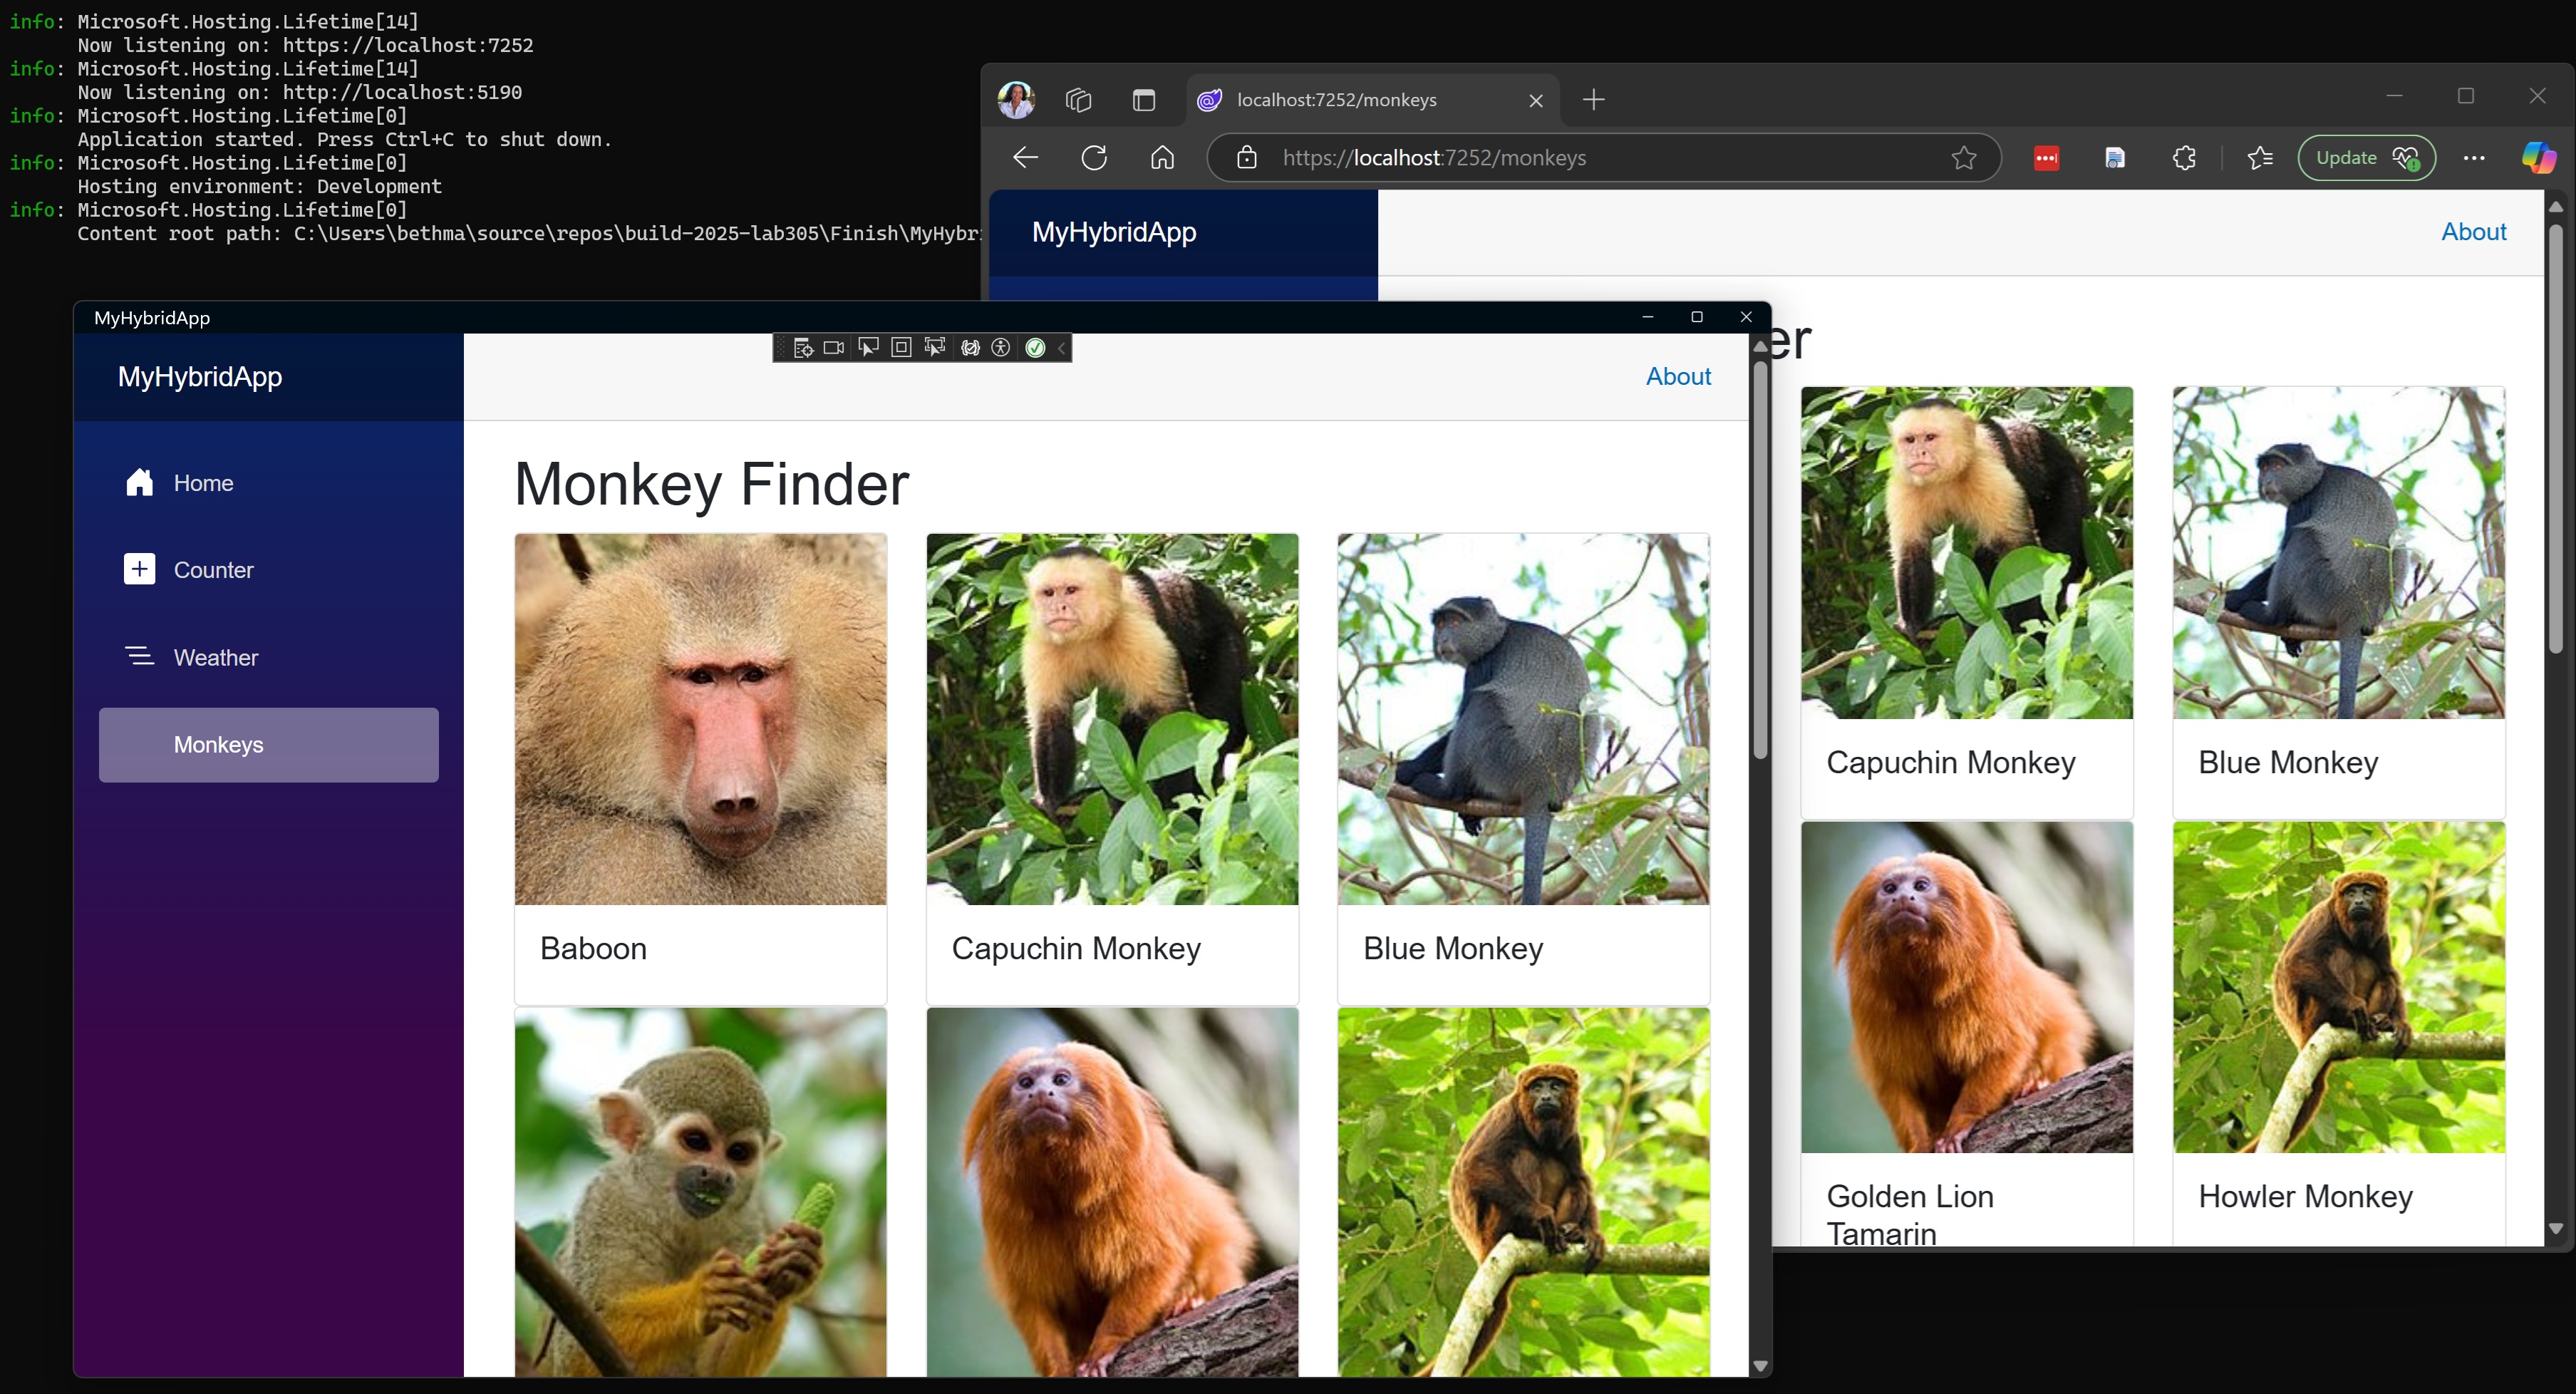 info: Microsoft.Hosting.Lifetime[14]
Now listening on: https://localhost:7252
info: Microsoft.Hosting.Lifetime[14]
Now listening on: http://localhost:5190
info: Microsoft.Hosting.Lifetime[0]
Application started. Press Ctrl+C to shut down.
info: Microsoft.Hosting.Lifetime[0]
Hosting environment: Development
info: Microsoft.Hosting.Lifetime[0]
Content root path: C:\Users\bethma\source\repos\build-2025-lab305\Finish\MyHybr
localhost:7252/monkeys
https://localhost:7252/monkeys
Update
MyHybridApp
About
er
Capuchin Monkey
Blue Monkey
Golden Lion
Tamarin
Howler Monkey
MyHybridApp
MyHybridApp
About
Home
Counter
Weather
Monkeys
Monkey Finder
Baboon
Capuchin Monkey
Blue Monkey